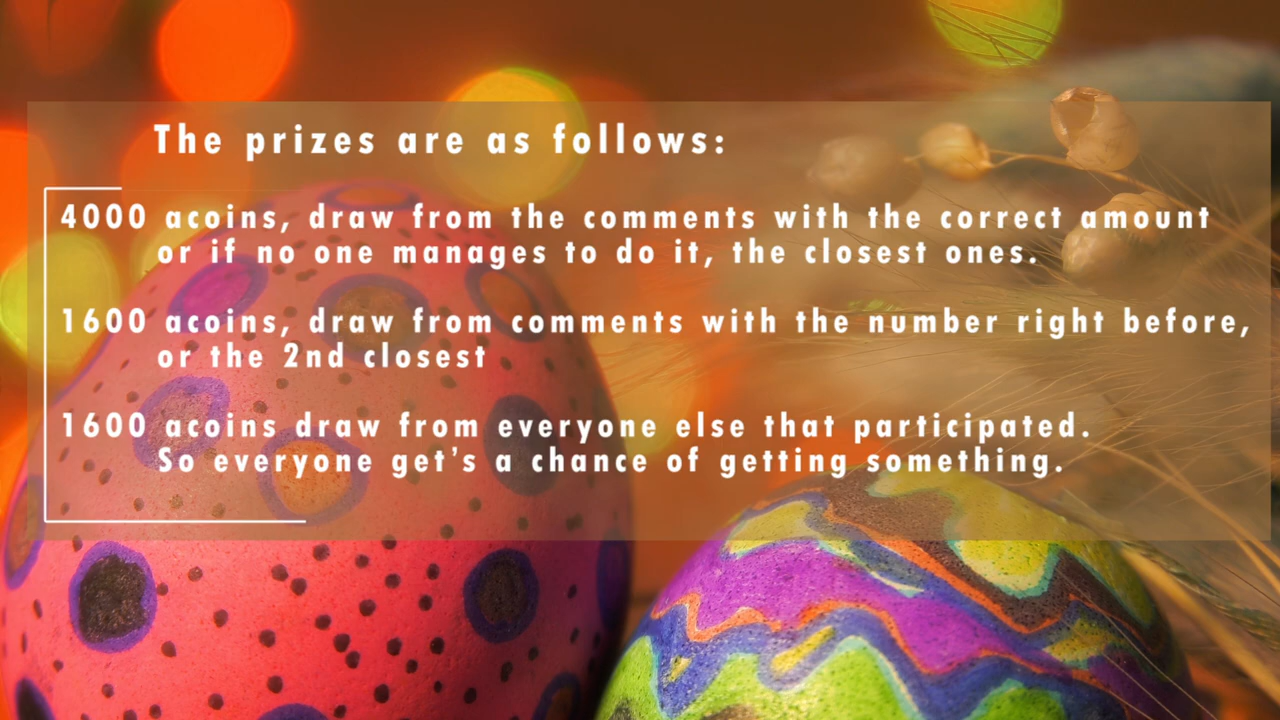 The prizes are as follows:
4000 acoins, draw from the comments with the correct amount
or if no one manages to do it, the closest ones.
1600 acoins, draw from comments with the number right before,
or the 2nd closest
1600 acoins draw from everyone else that participated.
So everyone get's a chance of getting something.